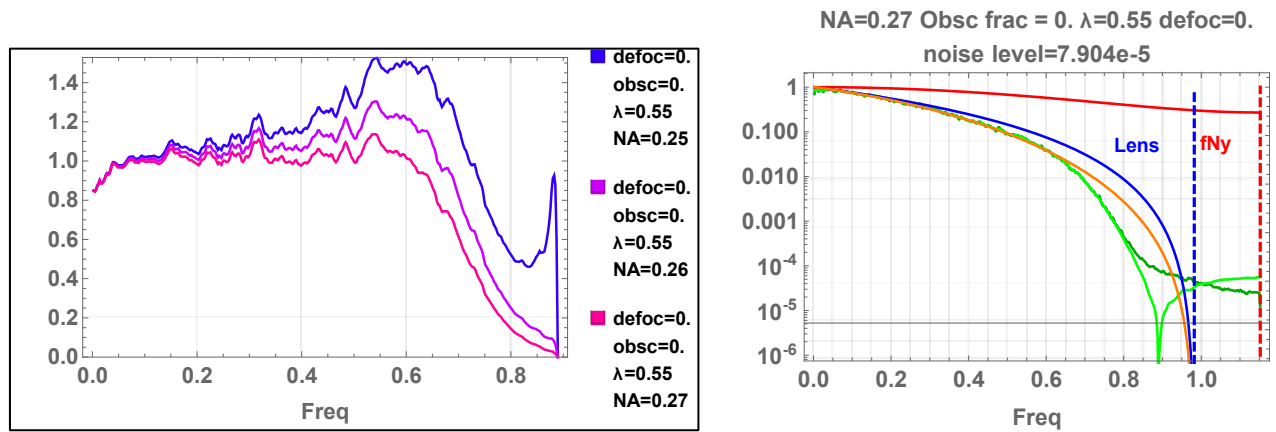 1.4
1.2
1.0
0.8
0.6
0.4
0.2
0.0
0.0 0.2 0.4 0.6 0.8
Freq
defoc=0.
obsc=0.
λ=0.55
NA=0.25
defoc=0.
obsc=0.
λ=0.55
NA=0.26
defoc=0.
obsc=0.
λ=0.55
NA=0.27
NA=0.27 Obsc frac = 0. λ=0.55 defoc=0.
noise level=7.904e-5
1
0.100
0.010
0.001
10⁻⁴
10⁻⁵
10⁻⁶
Lens
fNy
0.0 0.2 0.4 0.6 0.8 1.0
Freq